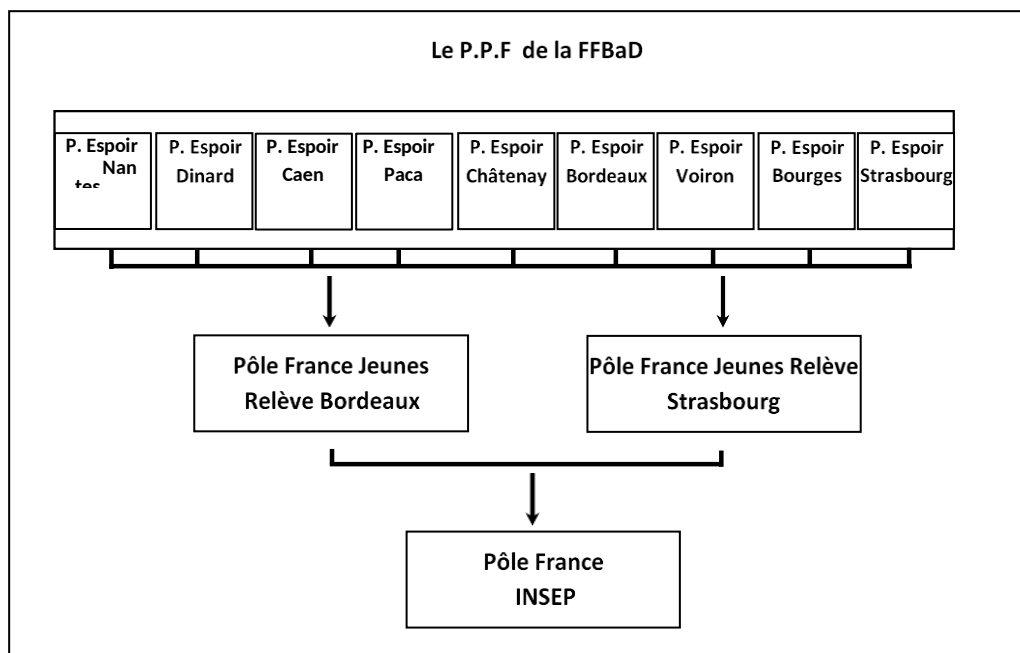 Le P.P.F de la FFBaD
P. Espoir
Nan
tes
P. Espoir
Dinard
P. Espoir
Caen
P. Espoir
Paca
P. Espoir
Châtenay
P. Espoir
Bordeaux
P. Espoir
Voiron
P. Espoir
Bourges
P. Espoir
Strasbourg
Pôle France Jeunes
Relève Bordeaux
Pôle France Jeunes Relève
Strasbourg
Pôle France
INSEP